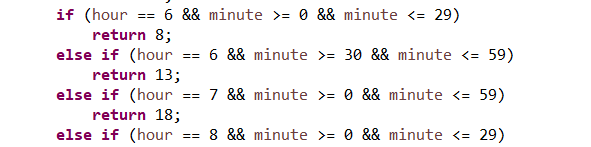 if (hour == 6 && minute >= 0 && minute <= 29)
return 8;
else if (hour == 6 && minute >= 30 && minute <= 59)
return 13;
else if (hour == 7 && minute >= 0 && minute <= 59)
return 18;
else if (hour == 8 && minute >= 0 && minute <= 29)